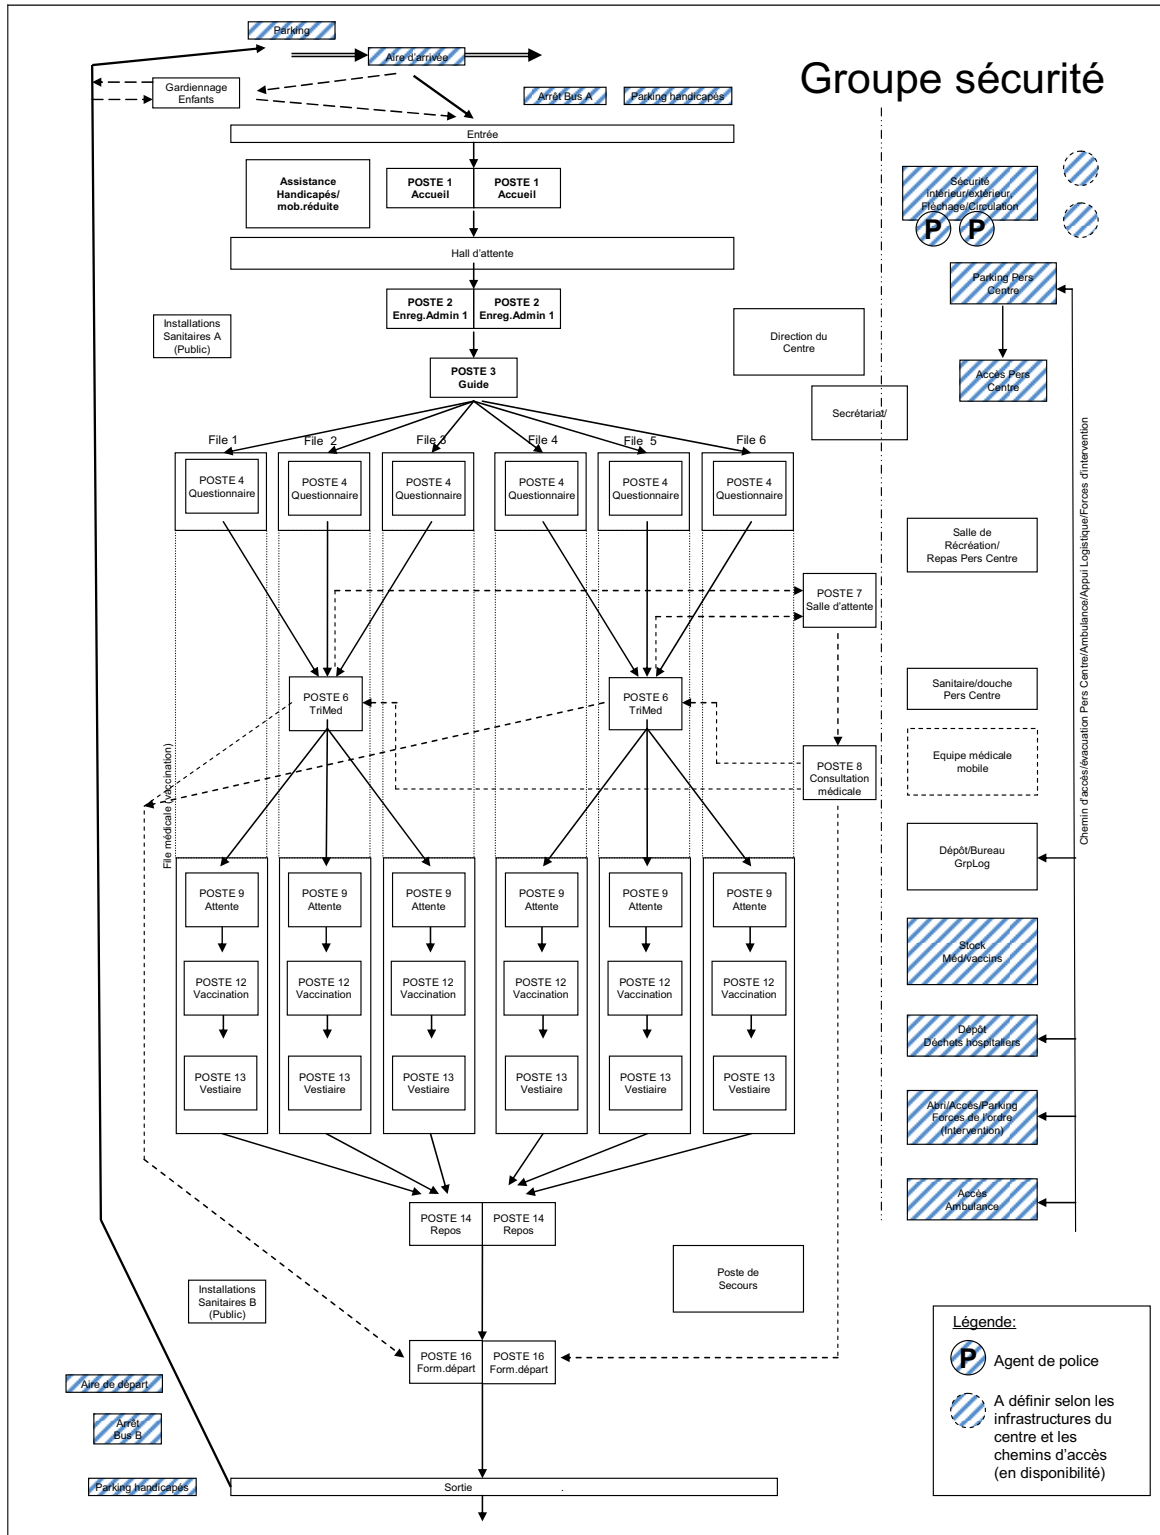 Parking
Aire d'arrivée
Groupe sécurité
Gardiennage
Enfants
Arrêt Bus A
Parking handicapés
Entrée
Assistance
Handicapés/
mob.réduite
POSTE 1
Accueil
POSTE 1
Accueil
Sécurité
intérieur/extérieur,
Fléchage/Circulation
P
P
Hall d'attente
Parking Pers
Centre
POSTE 2
Enreg.Admin 1
POSTE 2
Enreg.Admin 1
Installations
Sanitaires A
(Public)
Direction du
Centre
POSTE 3
Guide
Accès Pers
Centre
Secrétariat/
File 1
File 2
File 3
File 4
File 5
File 6
POSTE 4
Questionnaire
POSTE 4
Questionnaire
POSTE 4
Questionnaire
POSTE 4
Questionnaire
POSTE 4
Questionnaire
POSTE 4
Questionnaire
Chemin d'accès/évacuation Pers Centre/Ambulance/Appui Logistique/Forces d'intervention
Salle de
Récréation/
Repas Pers Centre
POSTE 7
Salle d'attente
POSTE 6
TriMed
POSTE 6
TriMed
Sanitaire/douche
Pers Centre
Equipe médicale
mobile
POSTE 8
Consultation
médicale
File médicale (vaccination)
Dépôt/Bureau
GrpLog
POSTE 9
Attente
POSTE 9
Attente
POSTE 9
Attente
POSTE 9
Attente
POSTE 9
Attente
POSTE 9
Attente
Stock
Méd/vaccins
POSTE 12
Vaccination
POSTE 12
Vaccination
POSTE 12
Vaccination
POSTE 12
Vaccination
POSTE 12
Vaccination
POSTE 12
Vaccination
Dépôt
Déchets hospitaliers
POSTE 13
Vestiaire
POSTE 13
Vestiaire
POSTE 13
Vestiaire
POSTE 13
Vestiaire
POSTE 13
Vestiaire
POSTE 13
Vestiaire
Abri/Accès/Parking
Forces de l'ordre
(Intervention)
Accès
Ambulance
POSTE 14
Repos
POSTE 14
Repos
Poste de
Secours
Installations
Sanitaires B
(Public)
POSTE 16
Form.départ
POSTE 16
Form.départ
Légende:
P
Agent de police
A définir selon les
infrastructures du
centre et les
chemins d'accès
(en disponibilité)
Aire de départ
Arrêt
Bus B
Parking handicapés
Sortie .